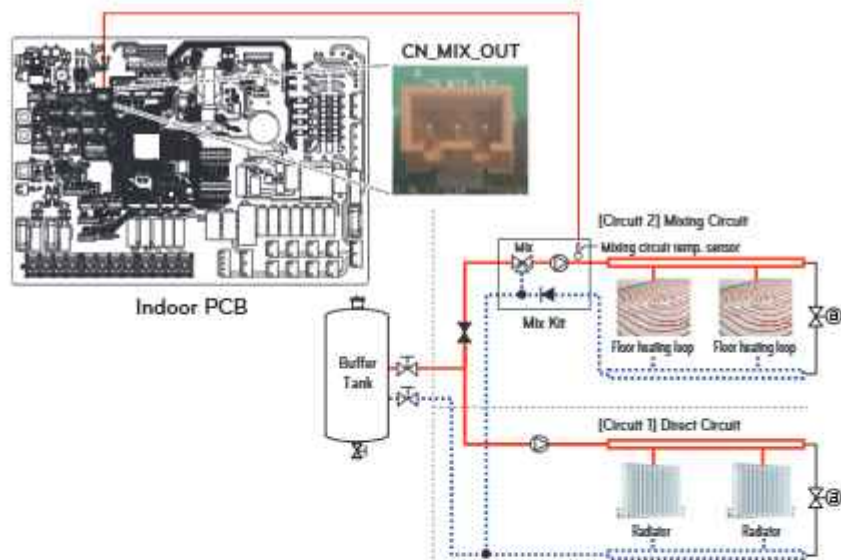 CN_MIX_OUT
Indoor PCB
[Circuit 2] Mixing Circuit
Mix
Mixing circuit temp. sensor
Mix Kit
Floor heating loop
Floor heating loop
ⓐ
Buffer
Tank
[Circuit 1] Direct Circuit
Radiator
Radiator
ⓐ